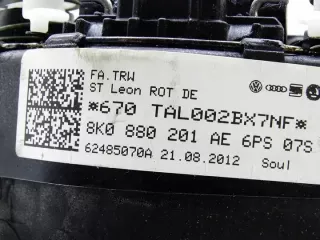 FA.TRW
ST Leon ROT DE
*670 TAL002BX7NF*
8K0 880 201 AE 6PS 07S
62485070A 21.08.2012 Soul